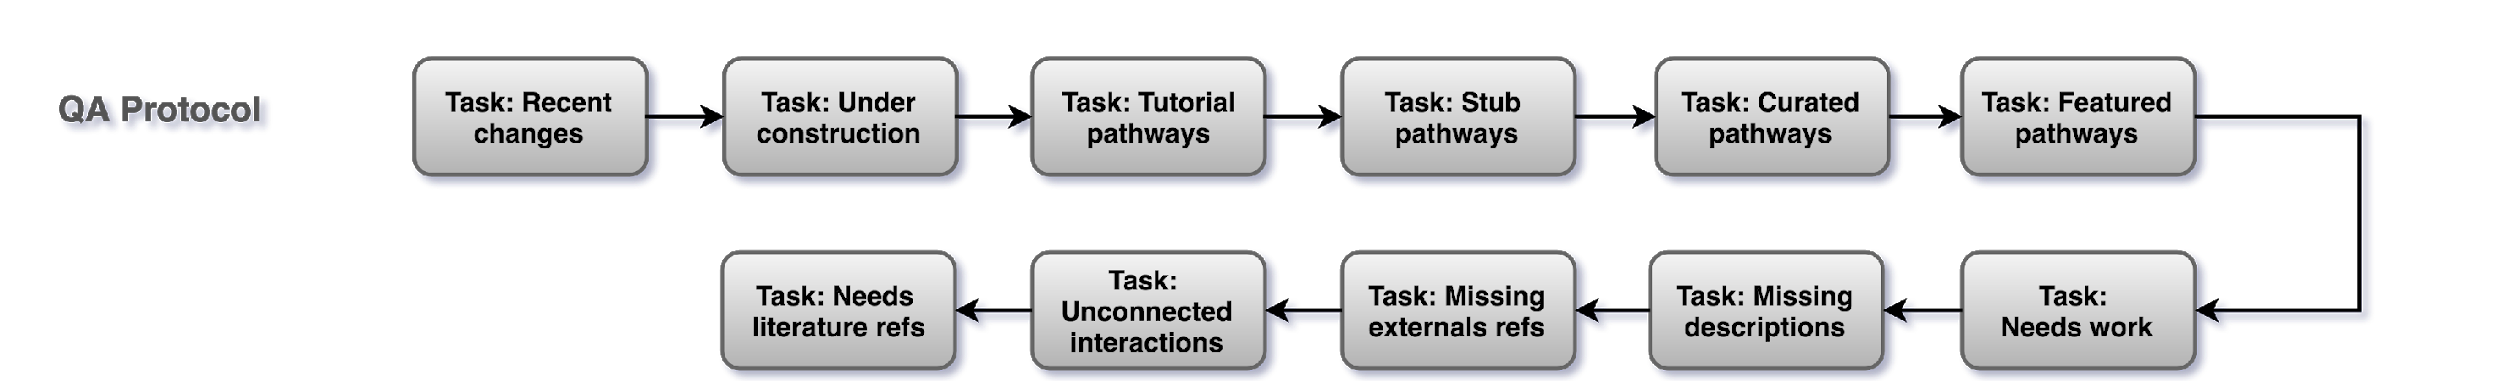 QA Protocol
Task: Recent
changes
Task: Under
construction
Task: Tutorial
pathways
Task: Stub
pathways
Task: Curated
pathways
Task: Featured
pathways
Task:
Needs work
Task: Missing
descriptions
Task: Missing
externals refs
Task:
Unconnected
interactions
Task: Needs
literature refs